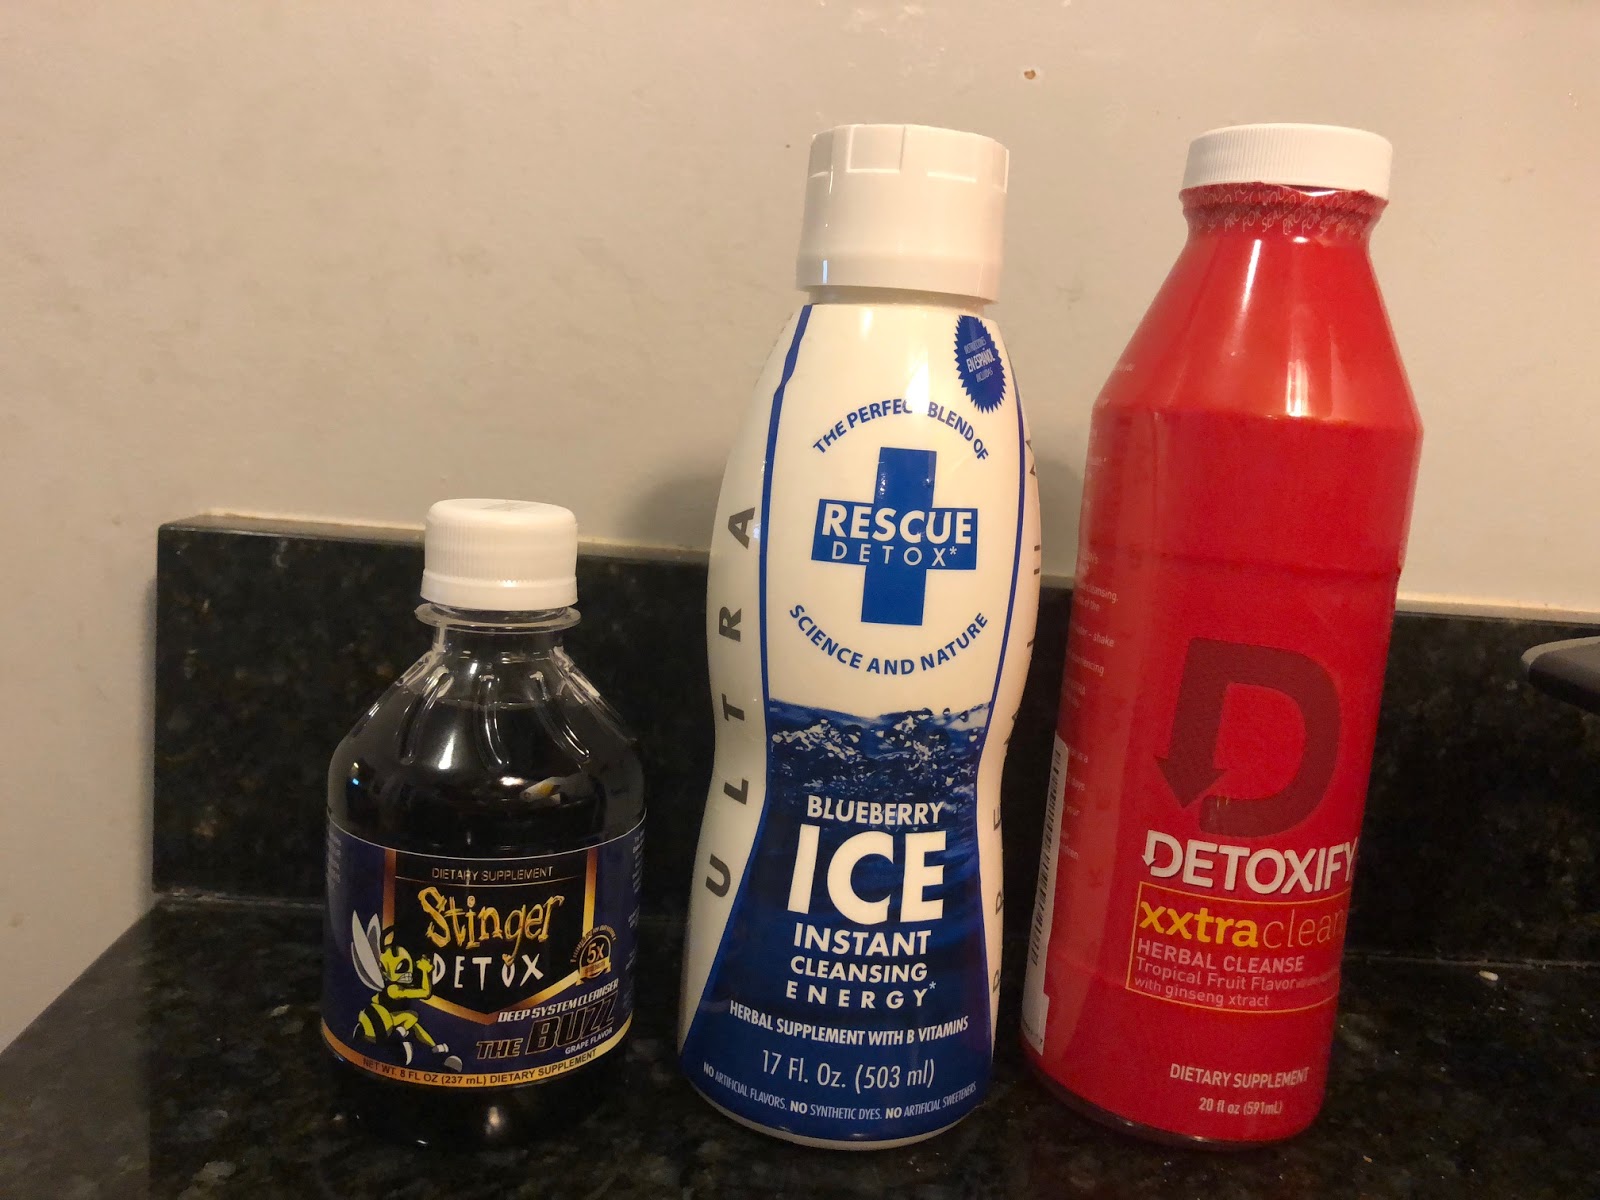 DIETARY SUPPLEMENT
Stinger
DETOX
5X
DEEP SYSTEM CLEANSER
THE BUZZ
GRAPE FLAVOR
NET WT. 8 FL OZ (237 mL) DIETARY SUPPLEMENT
EN ESPAÑOL
THE PERFECT BLEND OF
RESCUE
DETOX*
SCIENCE AND NATURE
ULTRA
BLUEBERRY
ICE
INSTANT
CLEANSING
ENERGY*
HERBAL SUPPLEMENT WITH B VITAMINS
17 Fl. Oz. (503 ml)
NO ARTIFICIAL FLAVORS. NO SYNTHETIC DYES. NO ARTIFICIAL SWEETENERS.
DETOXIFY
xxtraclean
HERBAL CLEANSE
Tropical Fruit Flavor
with ginseng xtract
DIETARY SUPPLEMENT
20 fl oz (591mL)